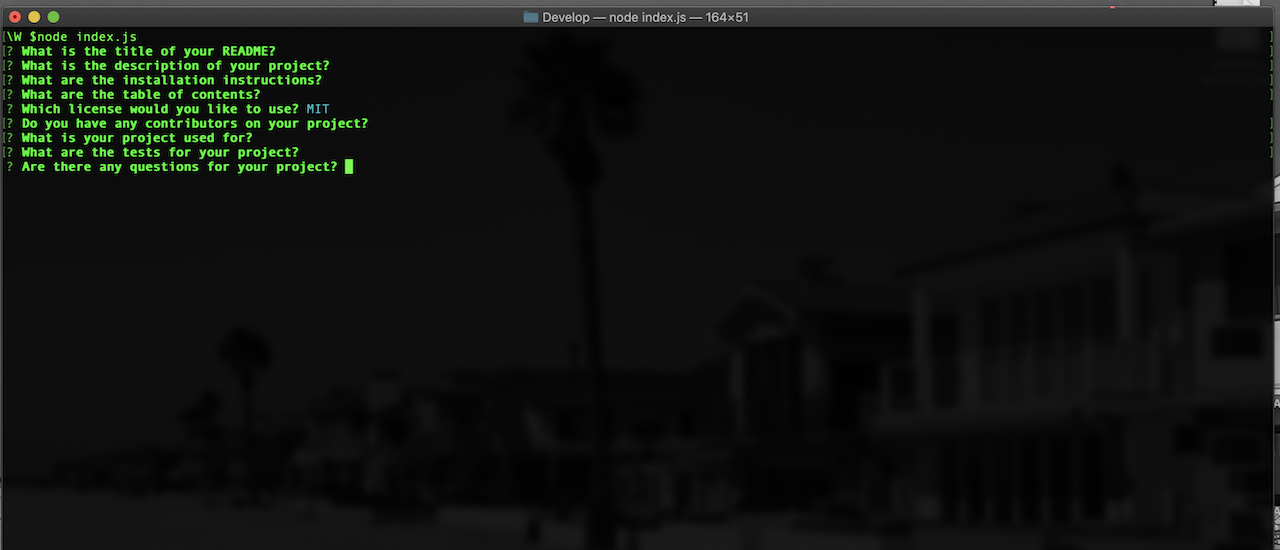 Develop — node index.js — 164×51
[\W $node index.js ]
[? What is the title of your README? ]
[? What is the description of your project? ]
[? What are the installation instructions? ]
[? What are the table of contents? ]
? Which license would you like to use? MIT
[? Do you have any contributors on your project? ]
[? What is your project used for? ]
[? What are the tests for your project? ]
? Are there any questions for your project?